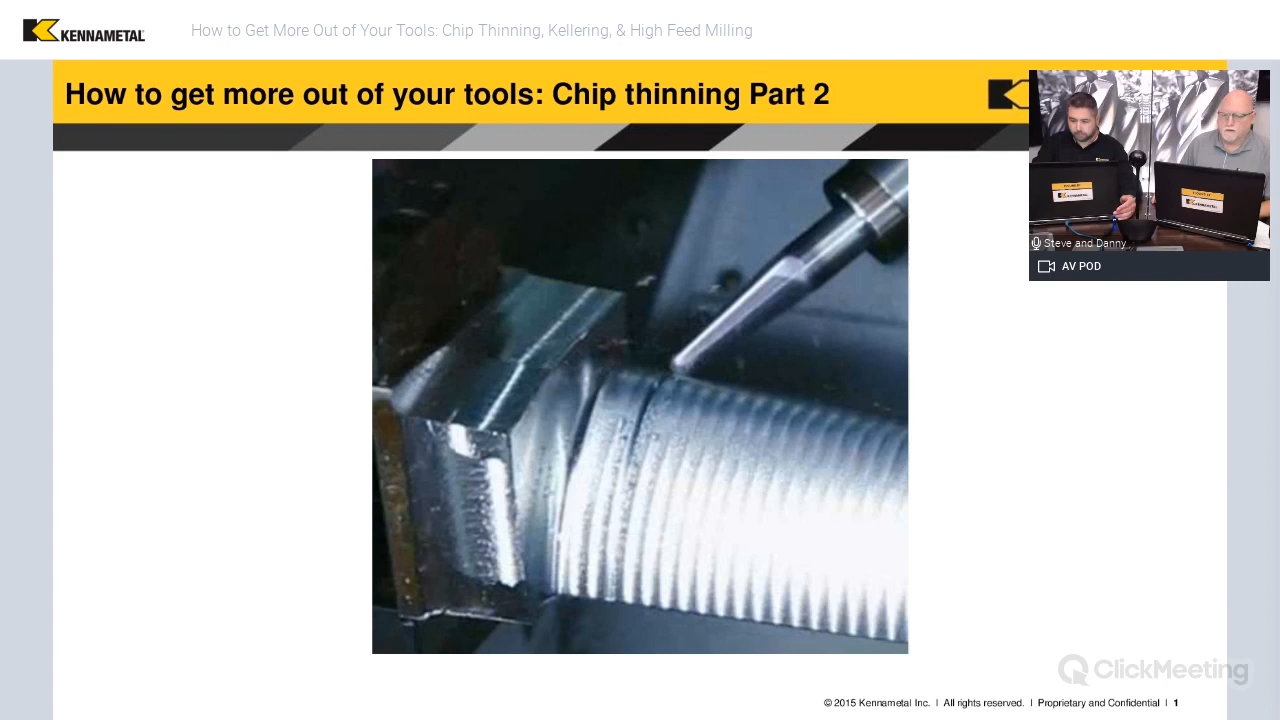 KENNAMETAL
How to Get More Out of Your Tools: Chip Thinning, Kellering, & High Feed Milling
How to get more out of your tools: Chip thinning Part 2
KENNAMETAL
KENNAMETAL
Steve and Danny
AV POD
ClickMeeting
© 2015 Kennametal Inc. I All rights reserved. I Proprietary and Confidential I 1